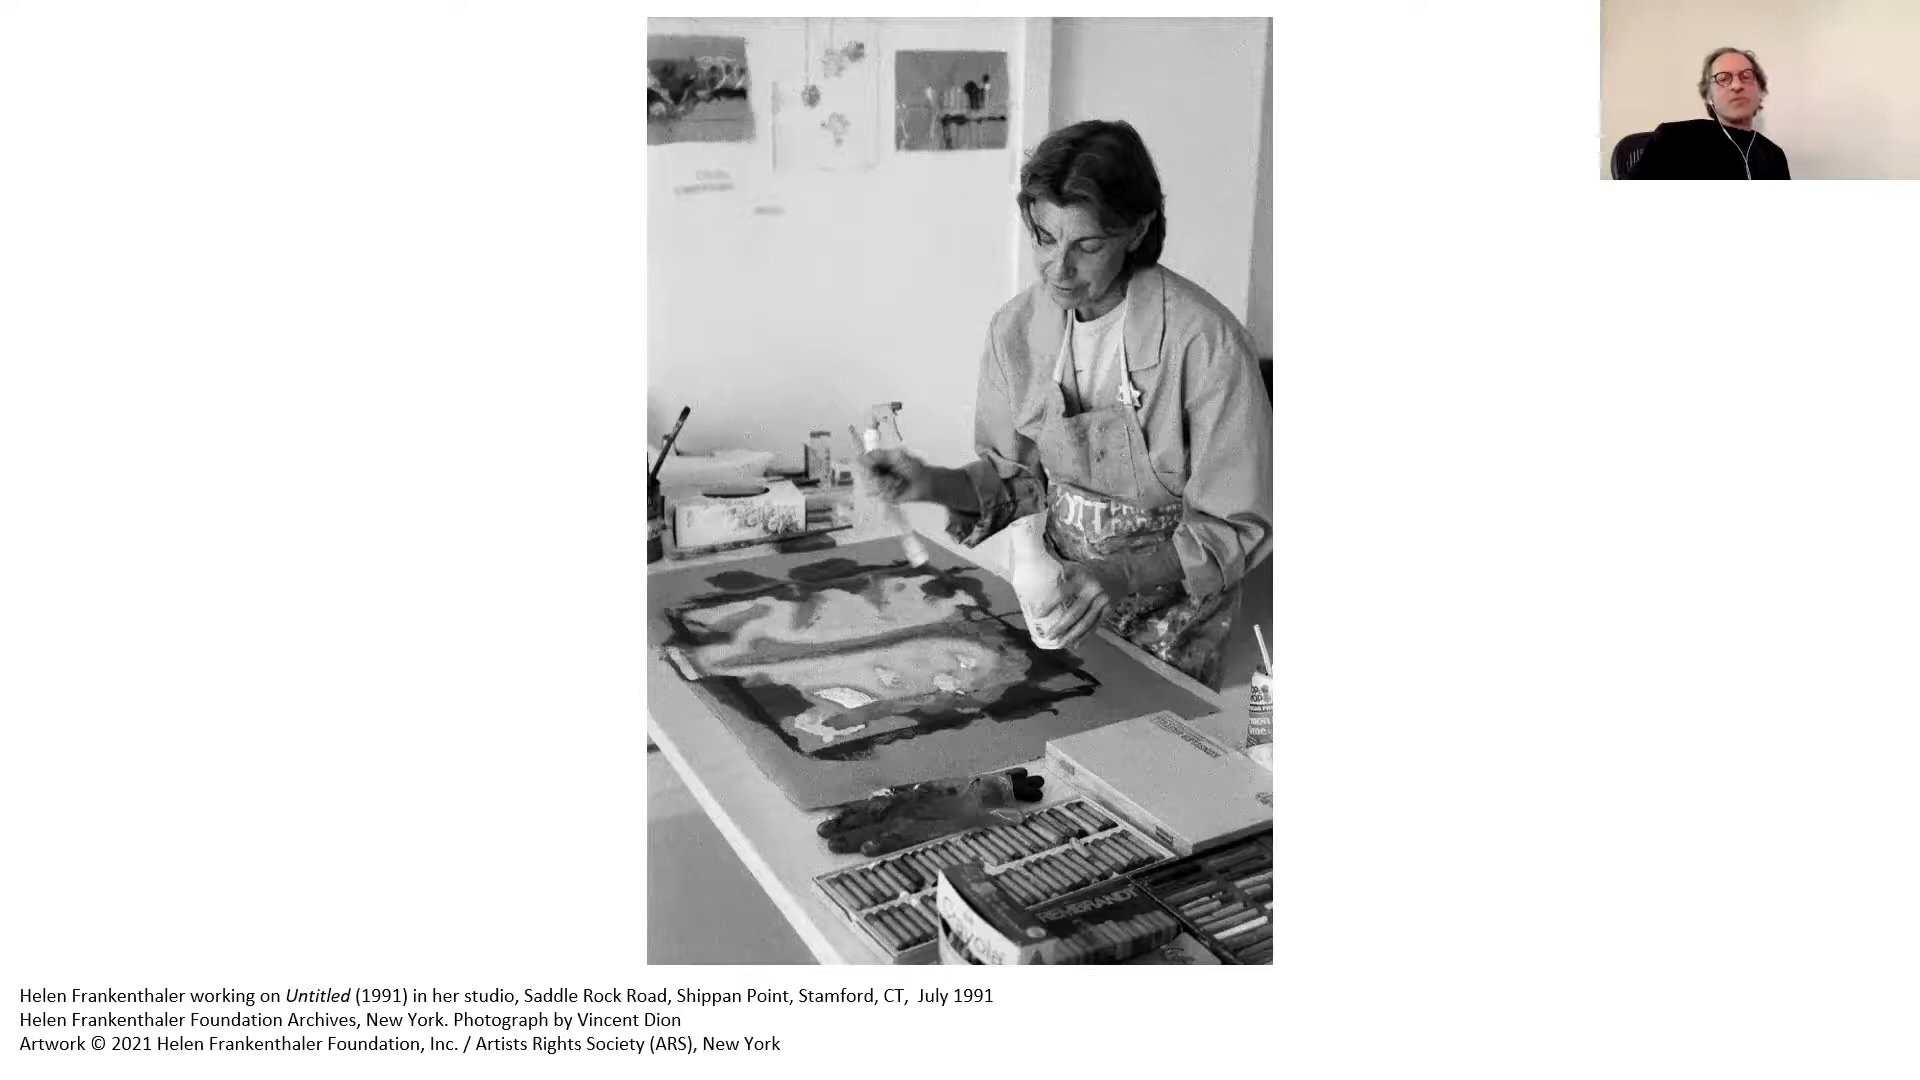 REMBRANDT
Crayola
Helen Frankenthaler working on Untitled (1991) in her studio, Saddle Rock Road, Shippan Point, Stamford, CT, July 1991
Helen Frankenthaler Foundation Archives, New York. Photograph by Vincent Dion
Artwork © 2021 Helen Frankenthaler Foundation, Inc. / Artists Rights Society (ARS), New York